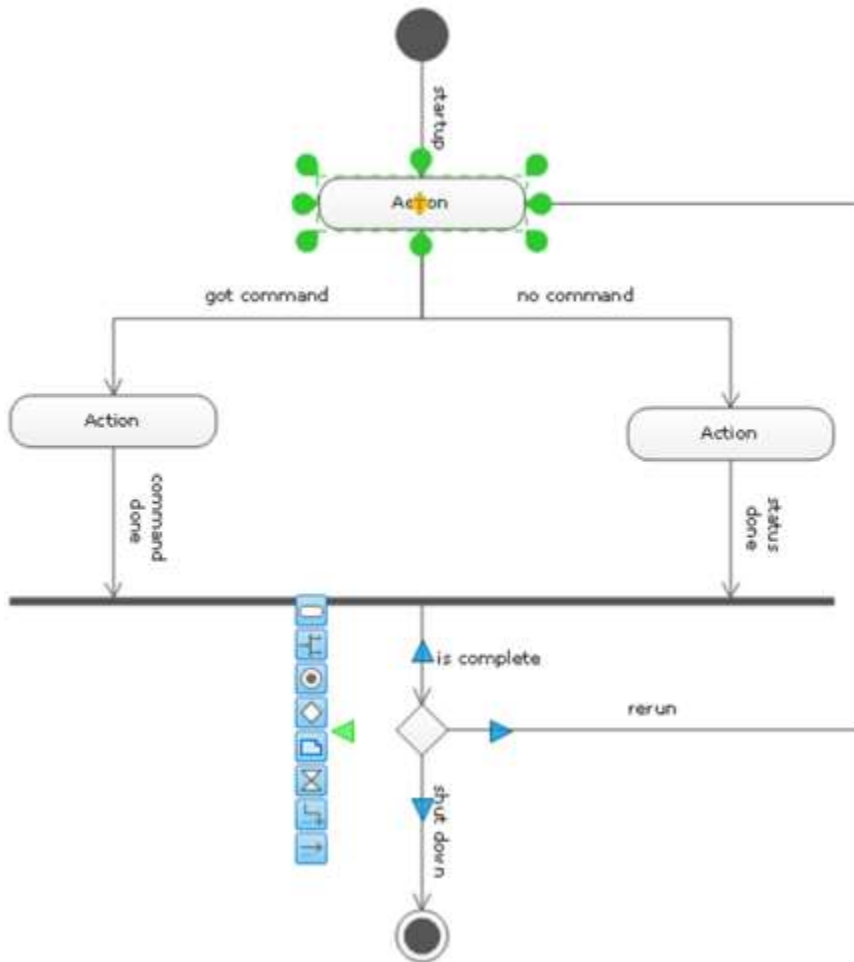 startup
Action
got command
no command
Action
Action
command
done
status
done
is complete
rerun
shut down